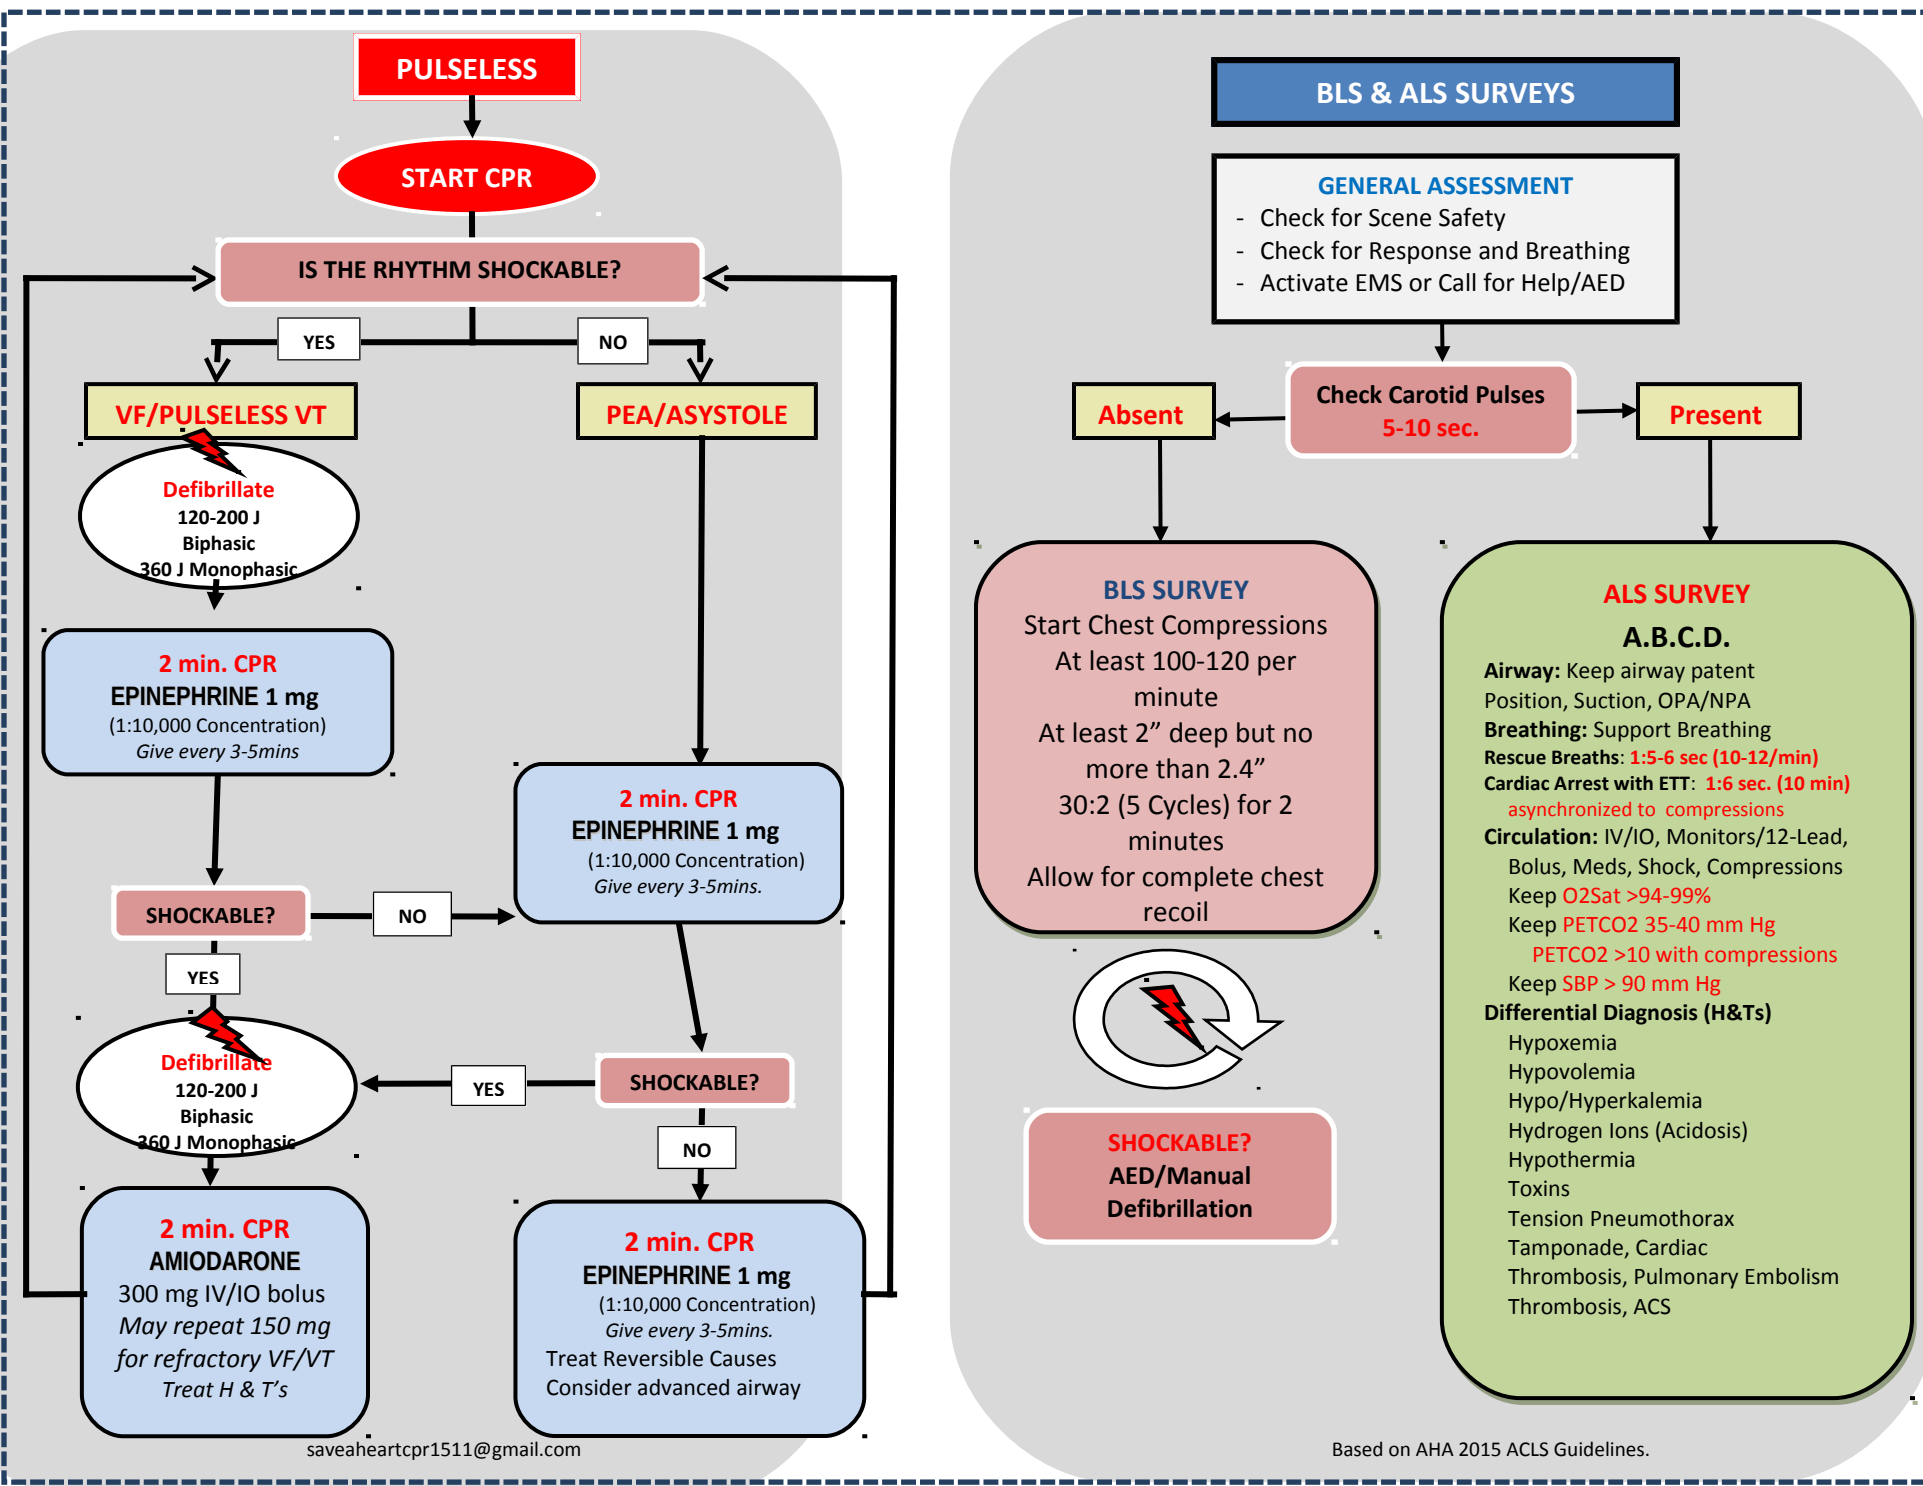 PULSELESS
START CPR
IS THE RHYTHM SHOCKABLE?
YES
NO
VF/PULSELESS VT
PEA/ASYSTOLE
Defibrillate
120-200 J
Biphasic
360 J Monophasic
2 min. CPR
EPINEPHRINE 1 mg
(1:10,000 Concentration)
Give every 3-5mins
2 min. CPR
EPINEPHRINE 1 mg
(1:10,000 Concentration)
Give every 3-5mins.
SHOCKABLE?
NO
YES
Defibrillate
120-200 J
Biphasic
360 J Monophasic
SHOCKABLE?
YES
NO
2 min. CPR
AMIODARONE
300 mg IV/IO bolus
May repeat 150 mg
for refractory VF/VT
Treat H & T's
2 min. CPR
EPINEPHRINE 1 mg
(1:10,000 Concentration)
Give every 3-5mins.
Treat Reversible Causes
Consider advanced airway
saveaheartcpr1511@gmail.com
BLS & ALS SURVEYS
GENERAL ASSESSMENT
- Check for Scene Safety
- Check for Response and Breathing
- Activate EMS or Call for Help/AED
Check Carotid Pulses
5-10 sec.
Absent
Present
BLS SURVEY
Start Chest Compressions
At least 100-120 per
minute
At least 2” deep but no
more than 2.4”
30:2 (5 Cycles) for 2
minutes
Allow for complete chest
recoil
SHOCKABLE?
AED/Manual
Defibrillation
ALS SURVEY
A.B.C.D.
Airway: Keep airway patent
Position, Suction, OPA/NPA
Breathing: Support Breathing
Rescue Breaths: 1:5-6 sec (10-12/min)
Cardiac Arrest with ETT: 1:6 sec. (10 min)
asynchronized to compressions
Circulation: IV/IO, Monitors/12-Lead,
Bolus, Meds, Shock, Compressions
Keep O2Sat >94-99%
Keep PETCO2 35-40 mm Hg
PETCO2 >10 with compressions
Keep SBP > 90 mm Hg
Differential Diagnosis (H&Ts)
Hypoxemia
Hypovolemia
Hypo/Hyperkalemia
Hydrogen Ions (Acidosis)
Hypothermia
Toxins
Tension Pneumothorax
Tamponade, Cardiac
Thrombosis, Pulmonary Embolism
Thrombosis, ACS
Based on AHA 2015 ACLS Guidelines.